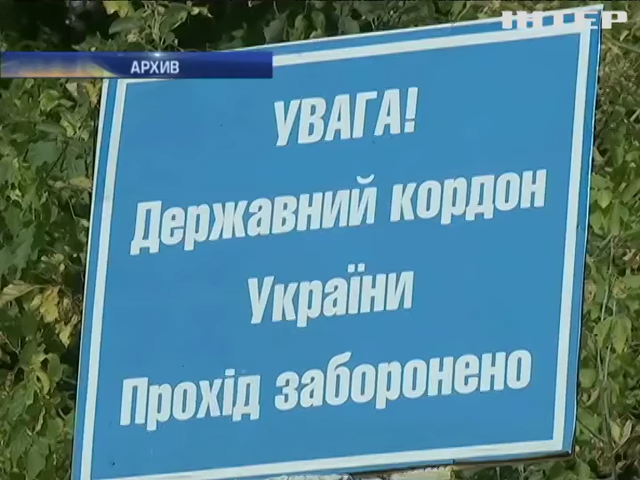 ІНТЕР
АРХИВ
УВАГА!
Державний кордон
України
Прохід заборонено